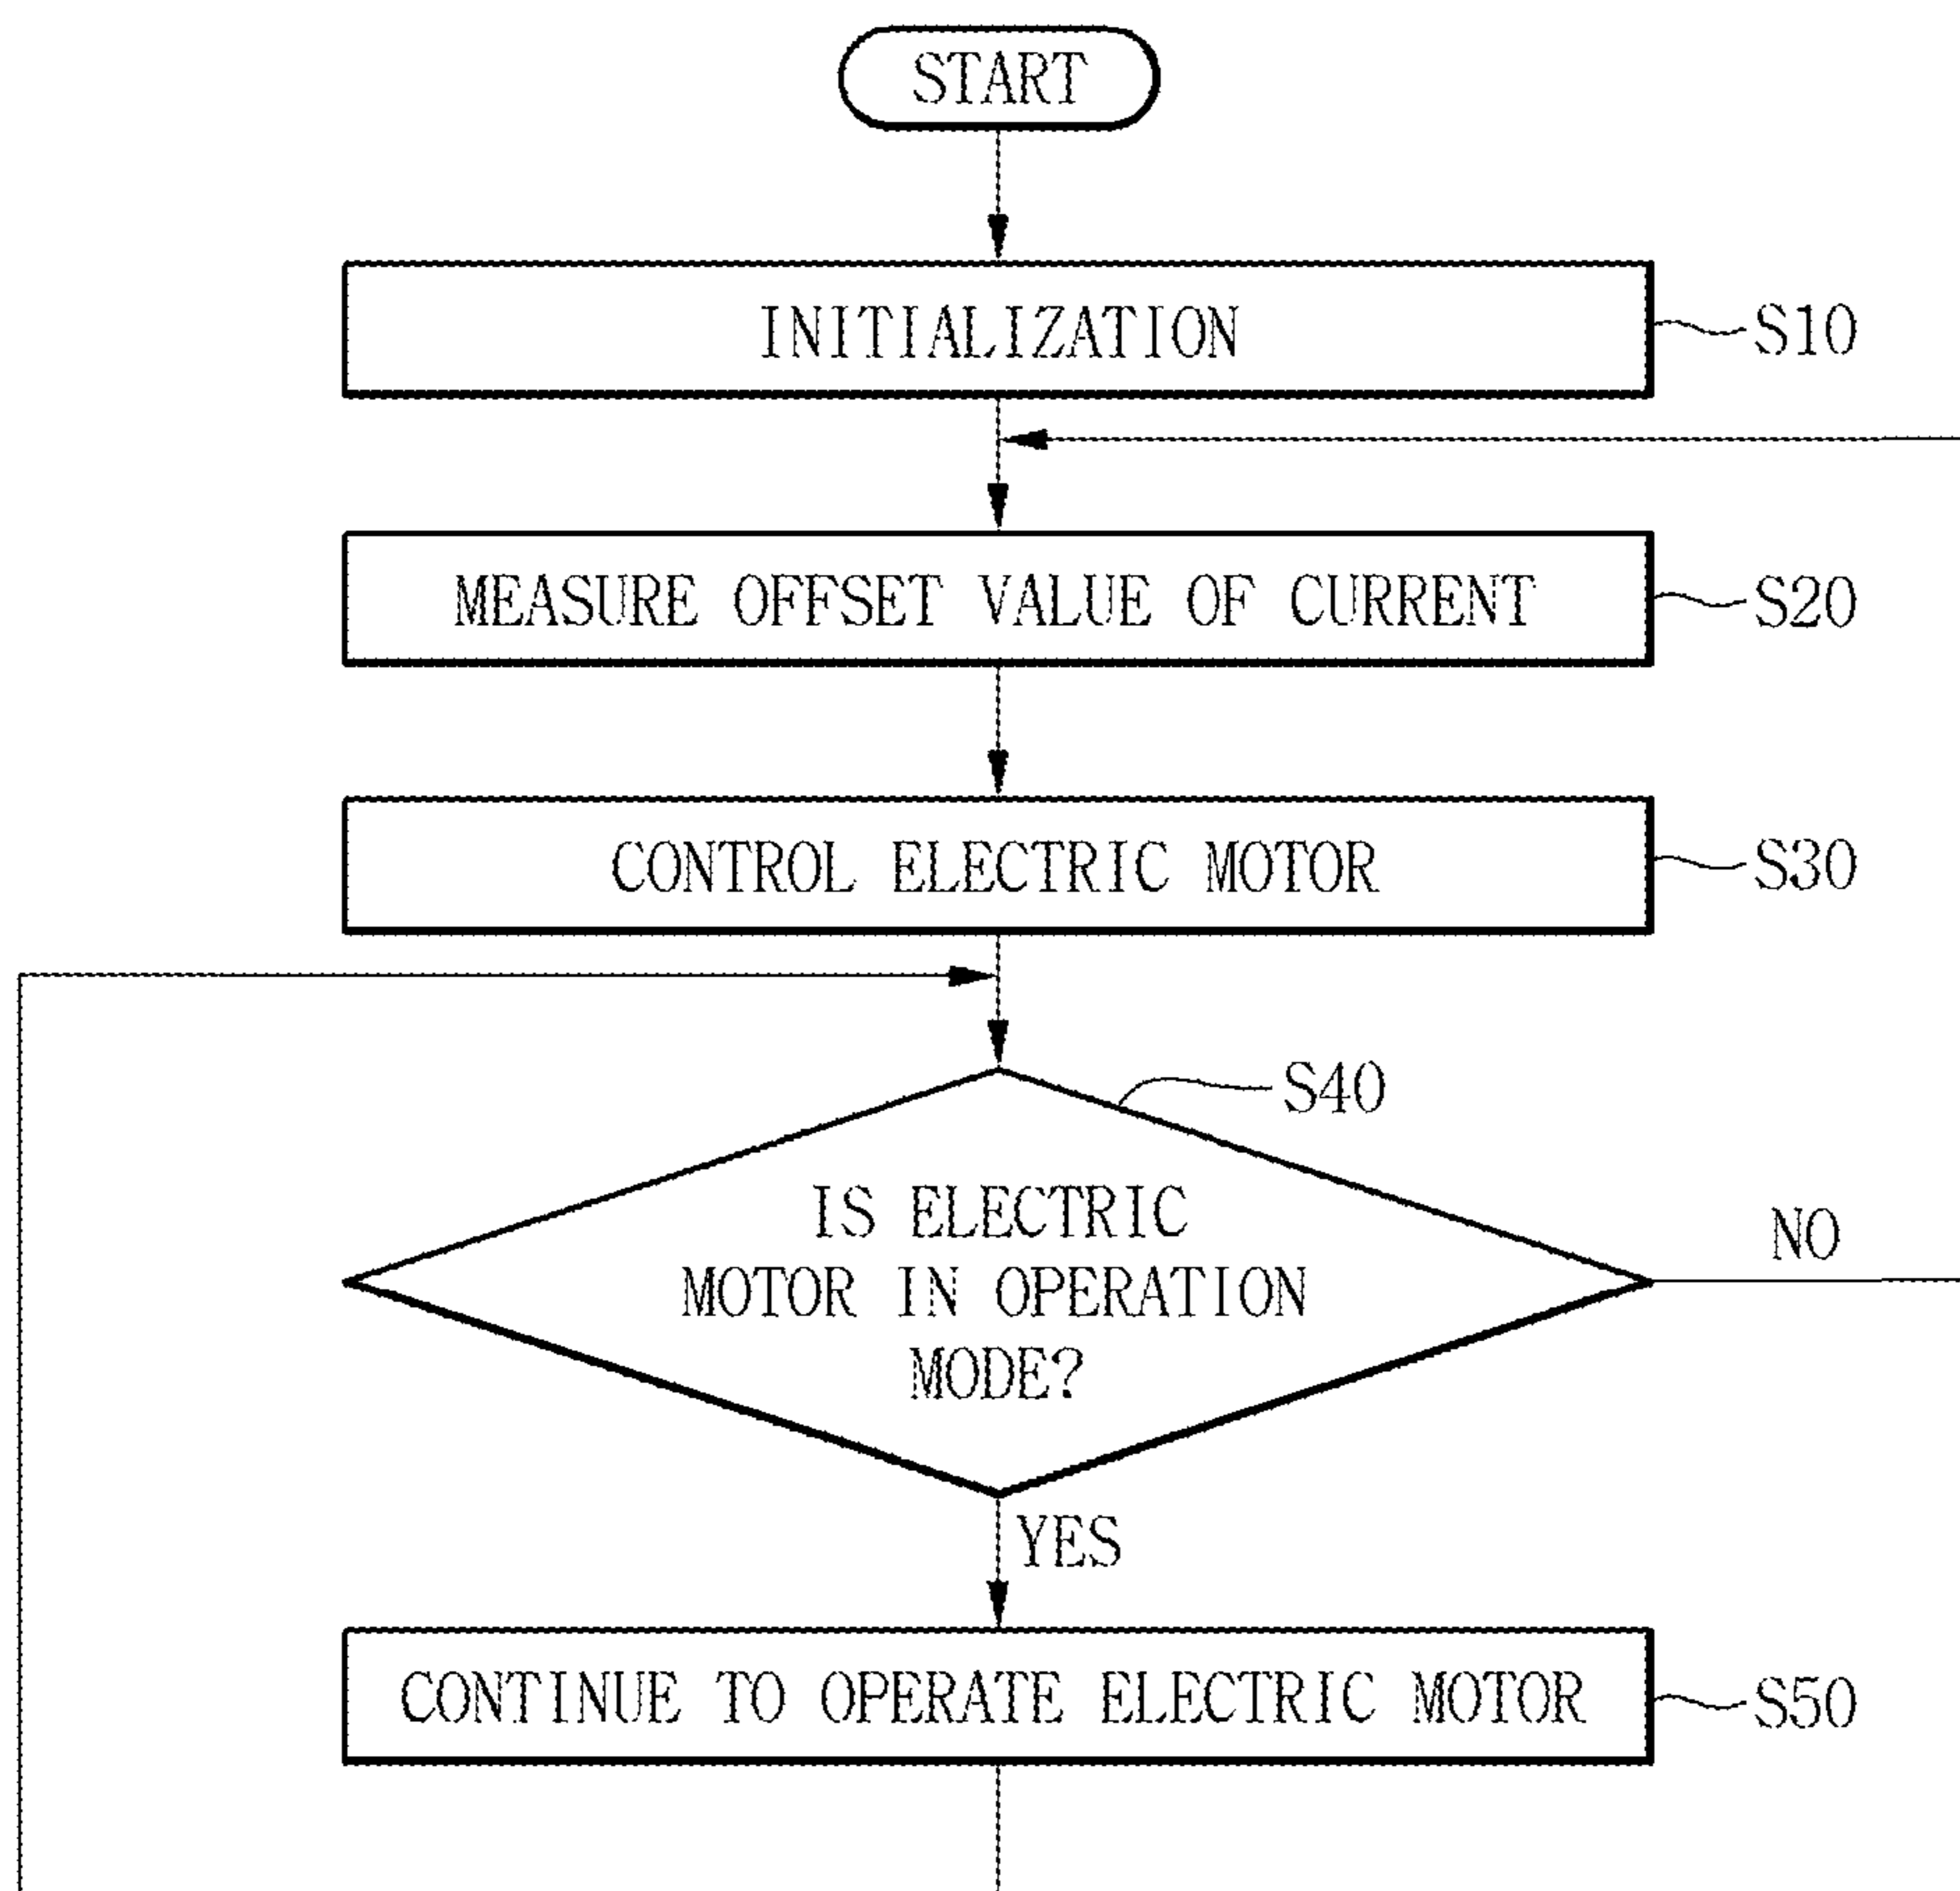 START
INITIALIZATION
S10
MEASURE OFFSET VALUE OF CURRENT
S20
CONTROL ELECTRIC MOTOR
S30
S40
IS ELECTRIC
MOTOR IN OPERATION
MODE?
NO
YES
CONTINUE TO OPERATE ELECTRIC MOTOR
S50